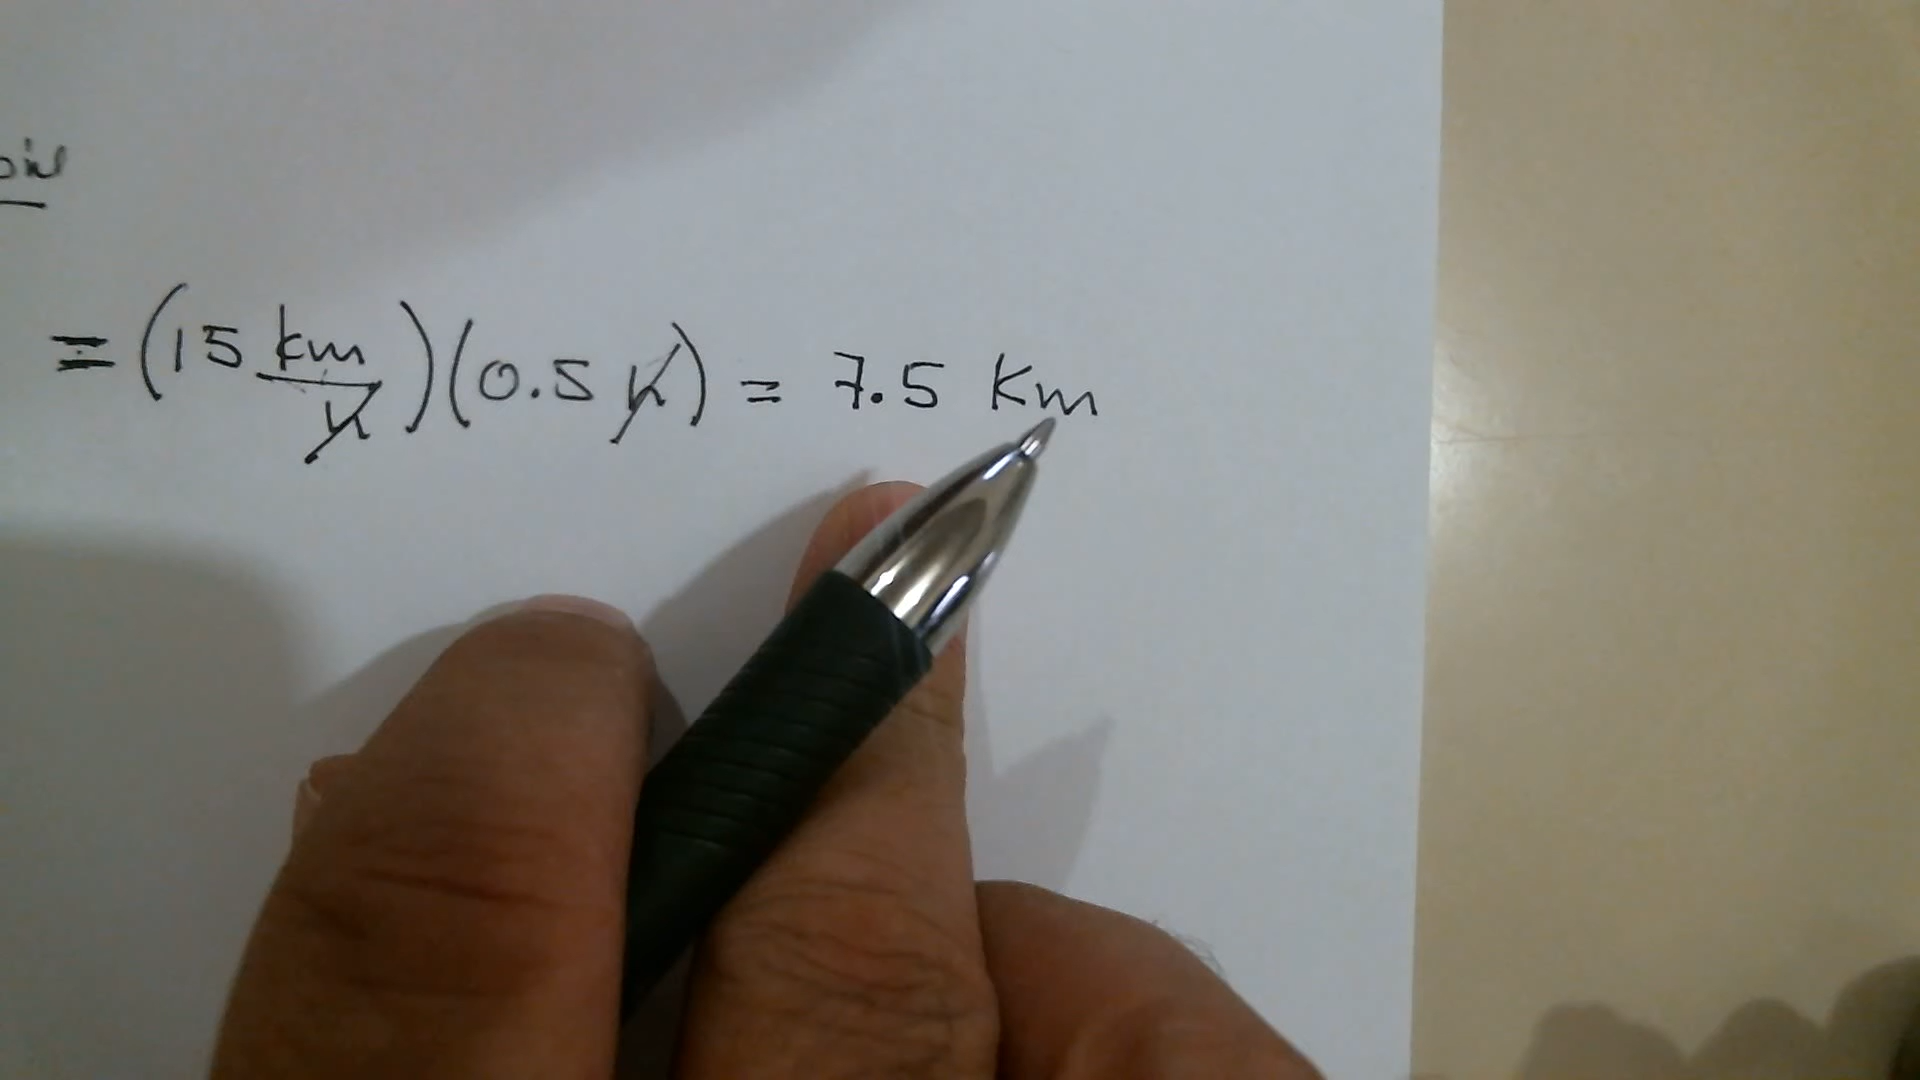 = (15 km/h)(0.5 h) = 7.5 Km